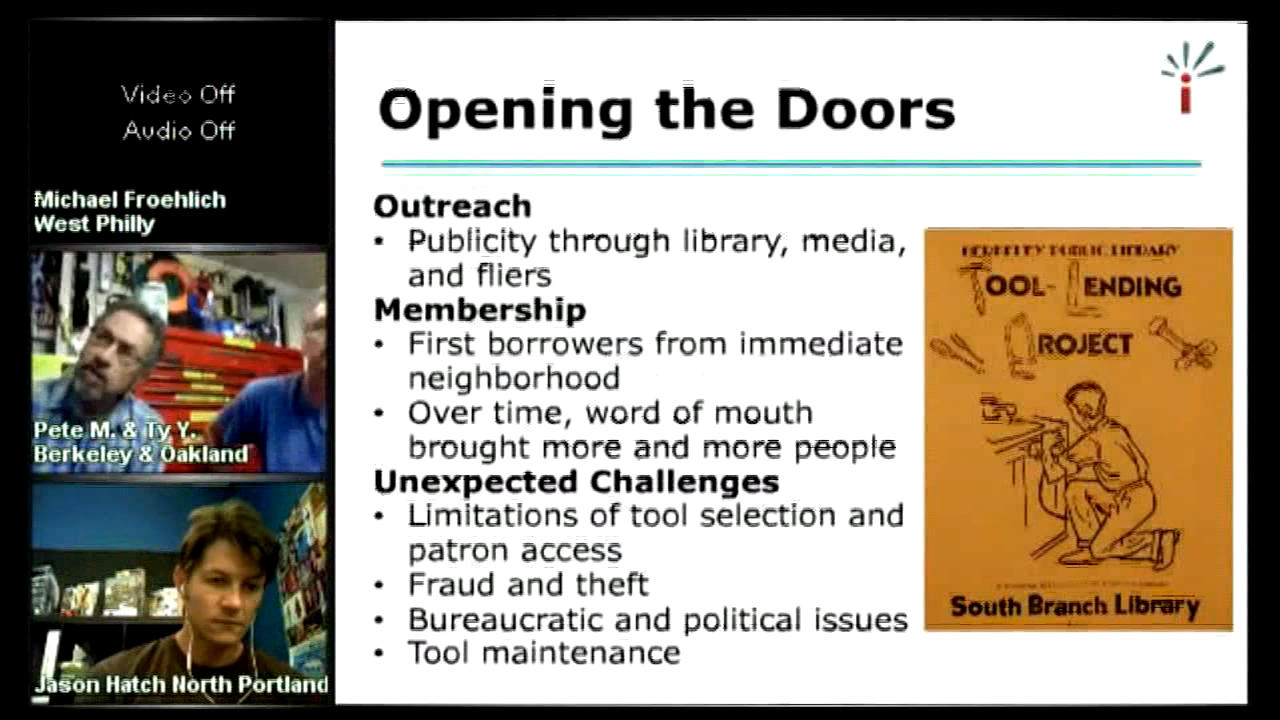 Video Off
Audio Off
Michael Froehlich
West Philly
Pete M. & Ty Y.
Berkeley & Oakland
Jason Hatch North Portland
Opening the Doors
Outreach
• Publicity through library, media,
and fliers
Membership
• First borrowers from immediate
neighborhood
• Over time, word of mouth
brought more and more people
Unexpected Challenges
• Limitations of tool selection and
patron access
• Fraud and theft
• Bureaucratic and political issues
• Tool maintenance
BERKELEY PUBLIC LIBRARY
TOOL-LENDING
PROJECT
South Branch Library